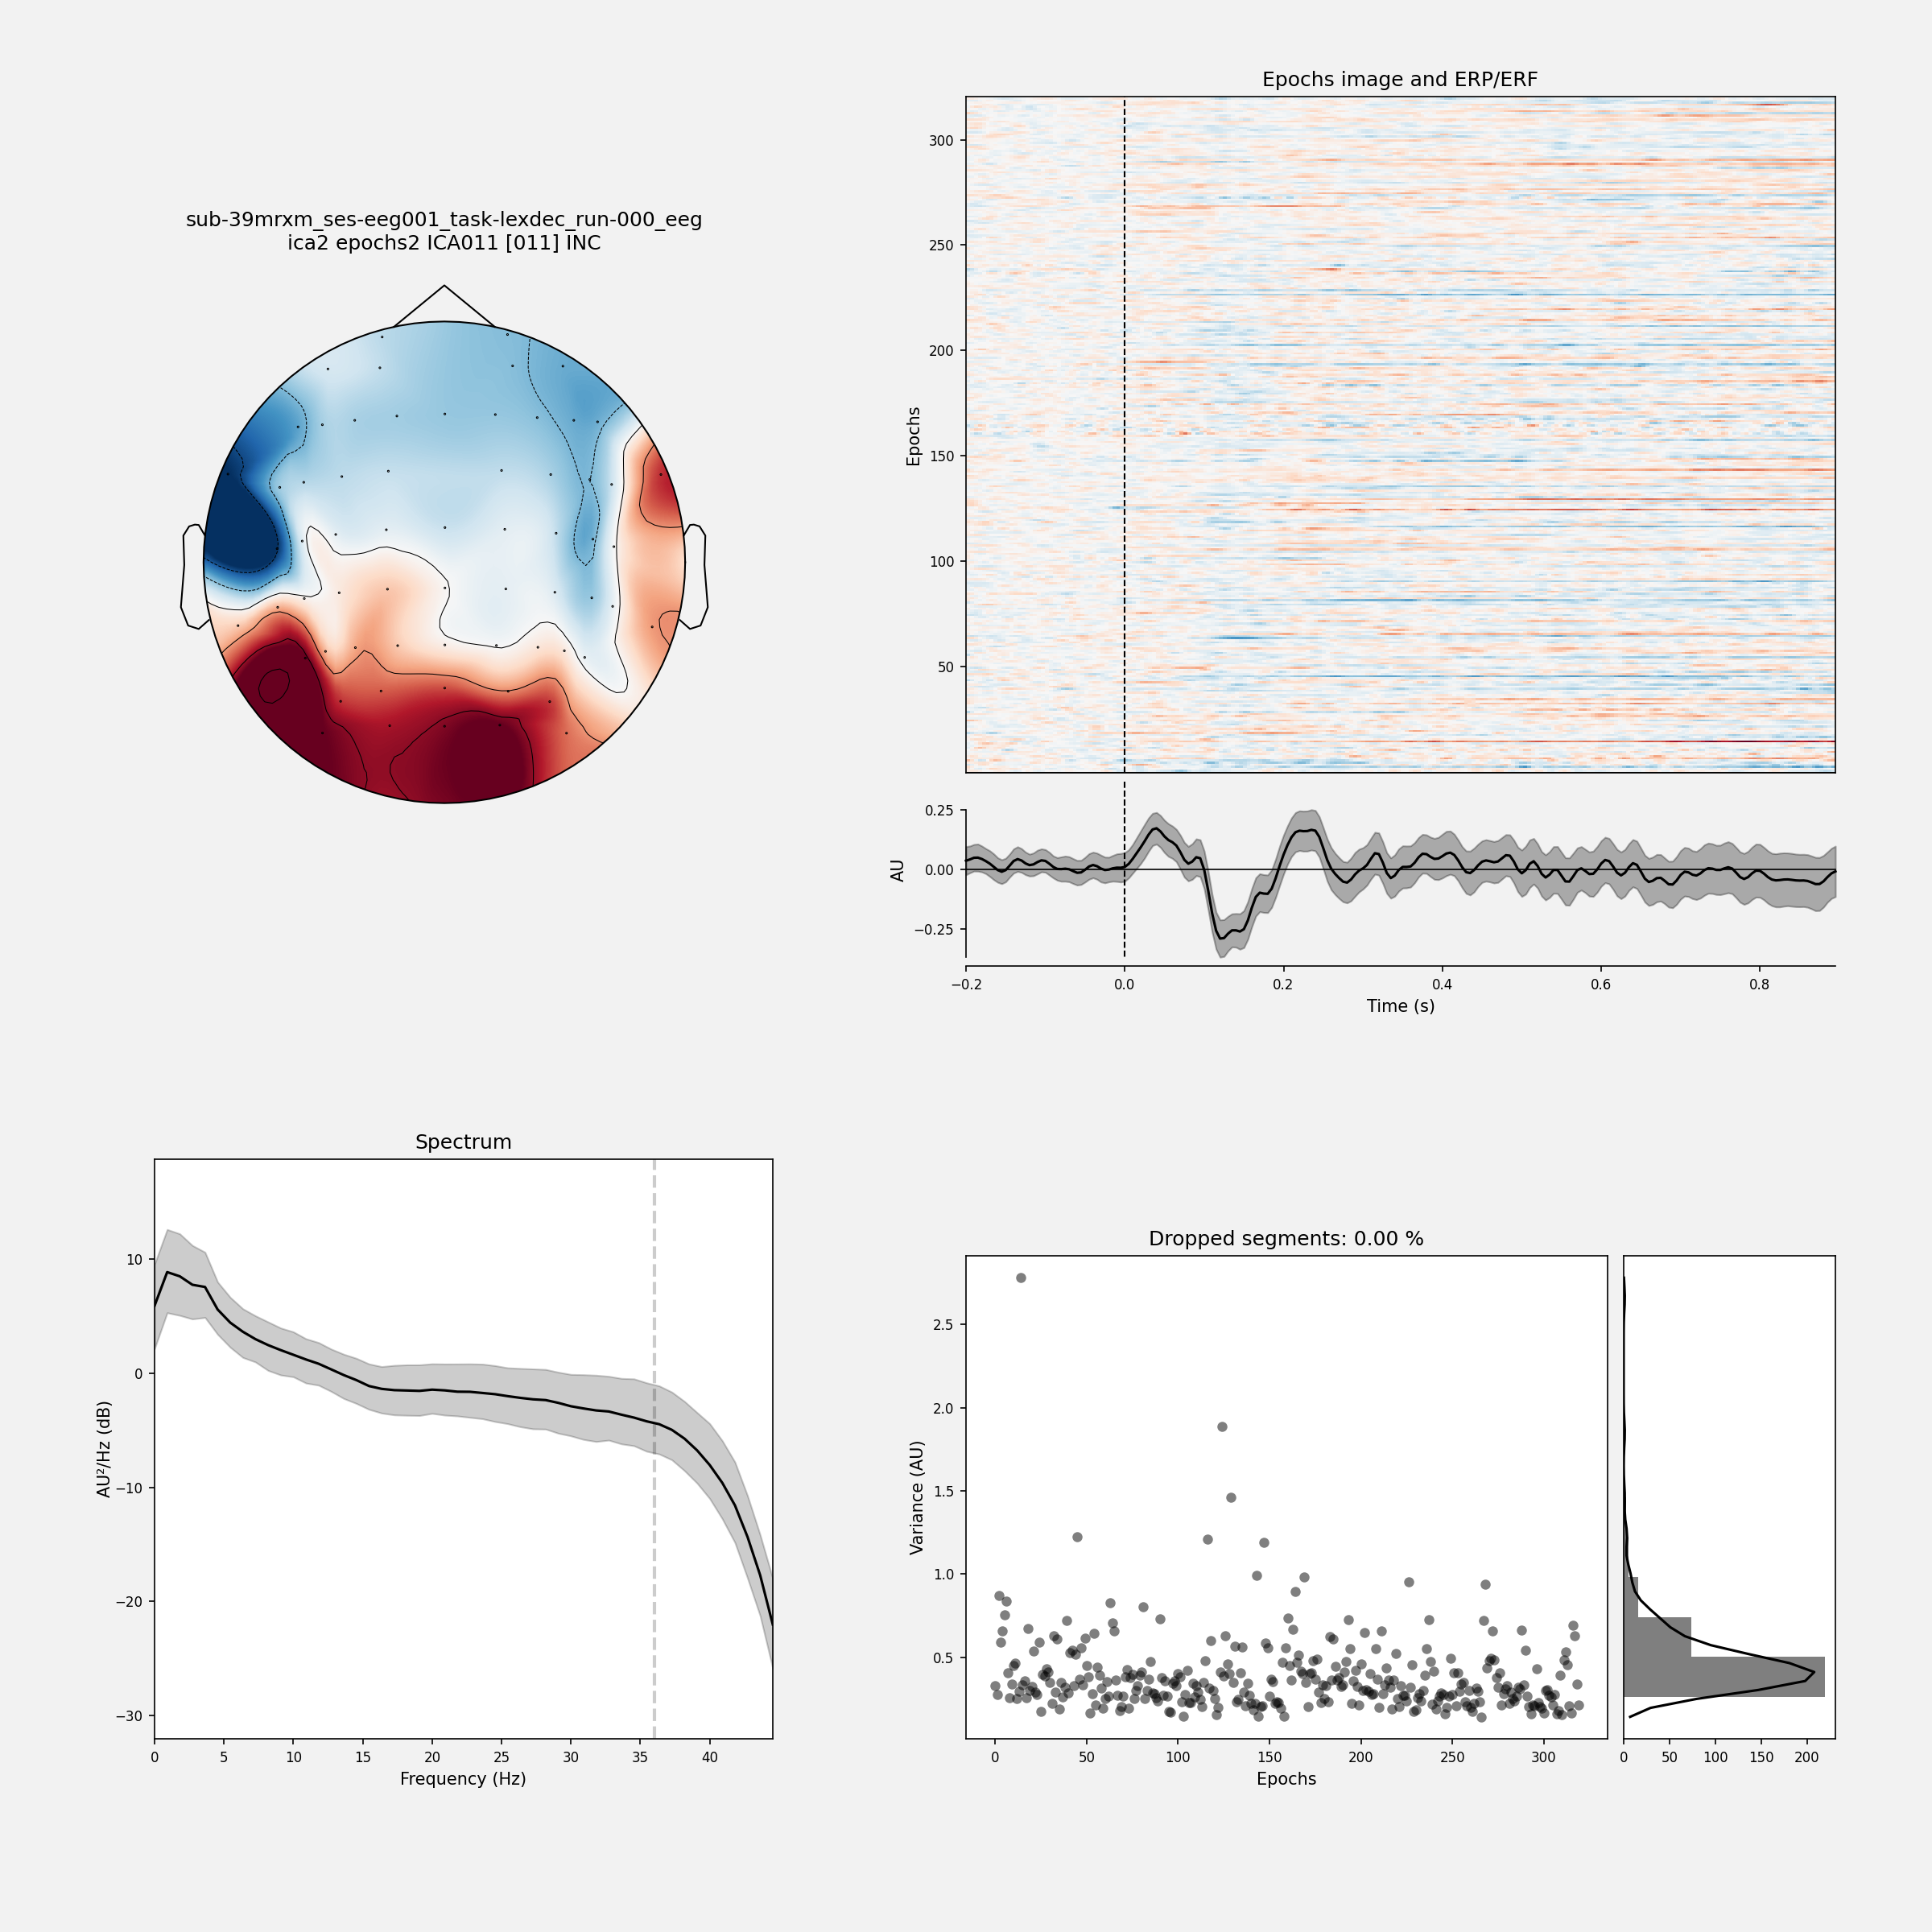 sub-39mrxm_ses-eeg001_task-lexdec_run-000_eeg
ica2 epochs2 ICA011 [011] INC
Epochs image and ERP/ERF
300
250
200
150
100
50
Epochs
0.25
0.00
−0.25
AU
−0.2 0.0 0.2 0.4 0.6 0.8
Time (s)
Spectrum
10
0
−10
−20
−30
AU²/Hz (dB)
0 5 10 15 20 25 30 35 40
Frequency (Hz)
Dropped segments: 0.00 %
2.5
2.0
1.5
1.0
0.5
Variance (AU)
0 50 100 150 200 250 300
Epochs
0 50 100 150 200